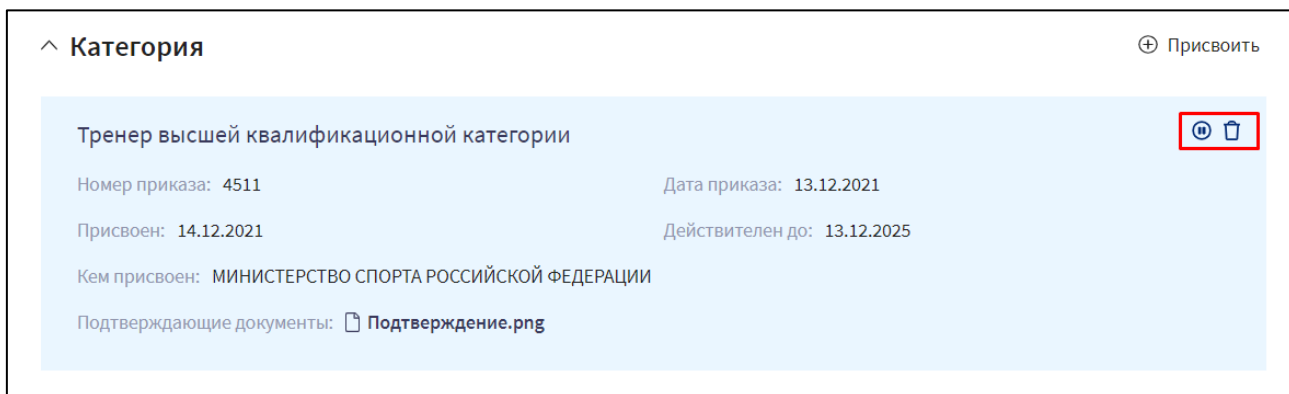 Категория
Присвоить
Тренер высшей квалификационной категории
Номер приказа: 4511 Дата приказа: 13.12.2021
Присвоен: 14.12.2021 Действителен до: 13.12.2025
Кем присвоен: МИНИСТЕРСТВО СПОРТА РОССИЙСКОЙ ФЕДЕРАЦИИ
Подтверждающие документы: Подтверждение.png